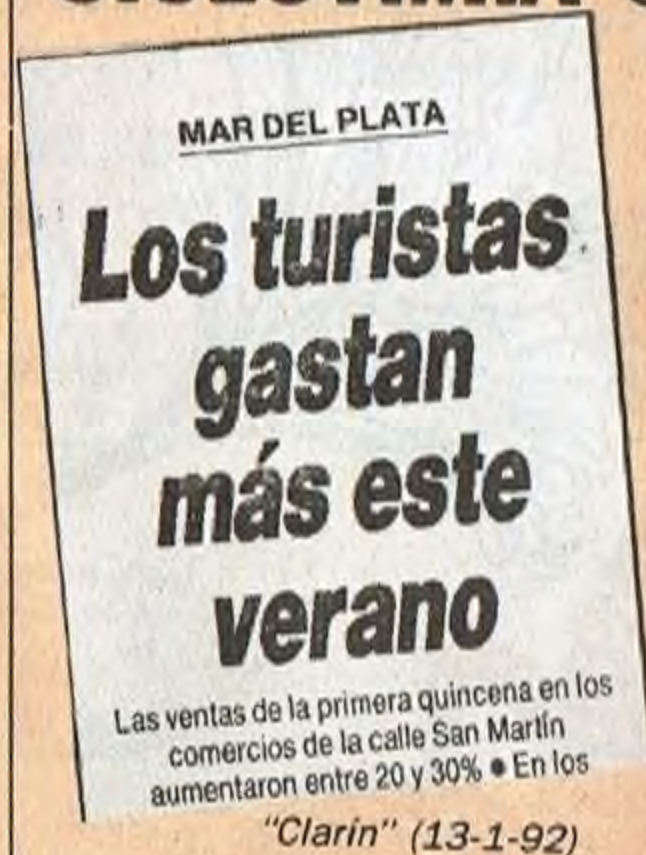 MAR DEL PLATA
Los turistas
gastan
más este
verano
Las ventas de la primera quincena en los
comercios de la calle San Martín
aumentaron entre 20 y 30% ● En los
"Clarín" (13-1-92)